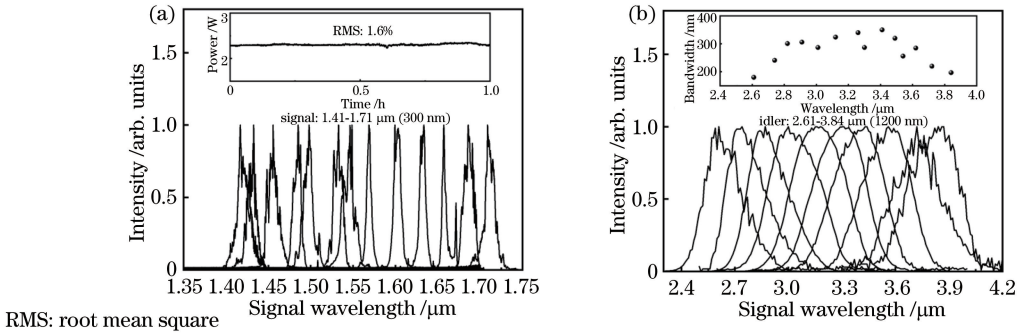 (a)
1.5
1.0
0.5
0
Intensity /arb. units
3
2
Power /W
RMS: 1.6%
0
0.5
1.0
Time /h
signal: 1.41-1.71 μm (300 nm)
1.35 1.40 1.45 1.50 1.55 1.60 1.65 1.70 1.75
Signal wavelength /μm
(b)
1.5
1.0
0.5
0
Intensity /arb. units
400
300
200
Bandwidth /nm
2.4 2.6 2.8 3.0 3.2 3.4 3.6 3.8 4.0
Wavelength /μm
idler: 2.61-3.84 μm (1200 nm)
2.4 2.7 3.0 3.3 3.6 3.9 4.2
Signal wavelength /μm
RMS: root mean square